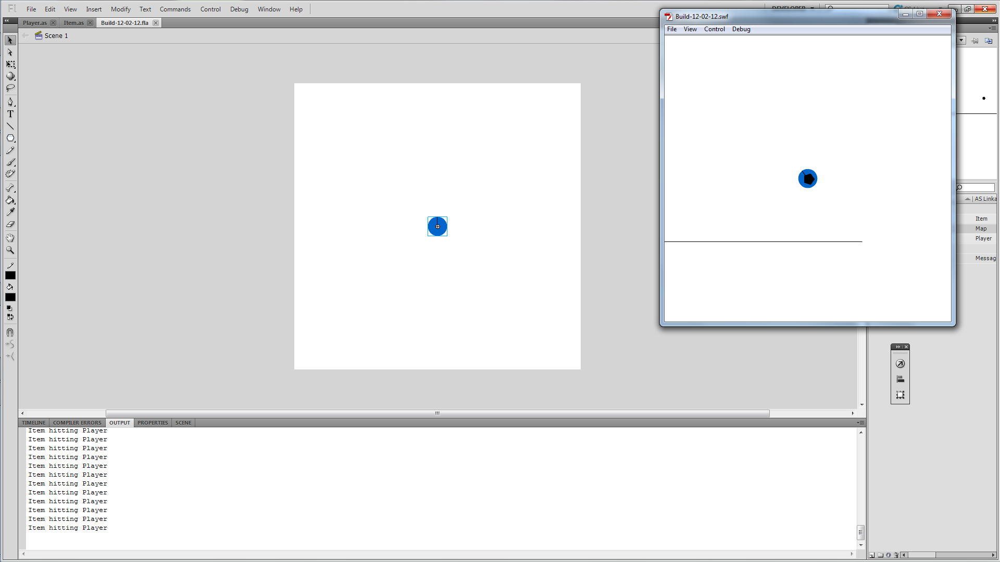 Fl File Edit View Insert Modify Text Commands Control Debug Window Help
Player.as Item.as Build-12-02-12.fla
Scene 1
Build-12-02-12.swf
File View Control Debug
T
AS Linka
Item
Map
Player
Messag
TIMELINE COMPILER ERRORS OUTPUT PROPERTIES SCENE
Item hitting Player
Item hitting Player
Item hitting Player
Item hitting Player
Item hitting Player
Item hitting Player
Item hitting Player
Item hitting Player
Item hitting Player
Item hitting Player
Item hitting Player
Item hitting Player